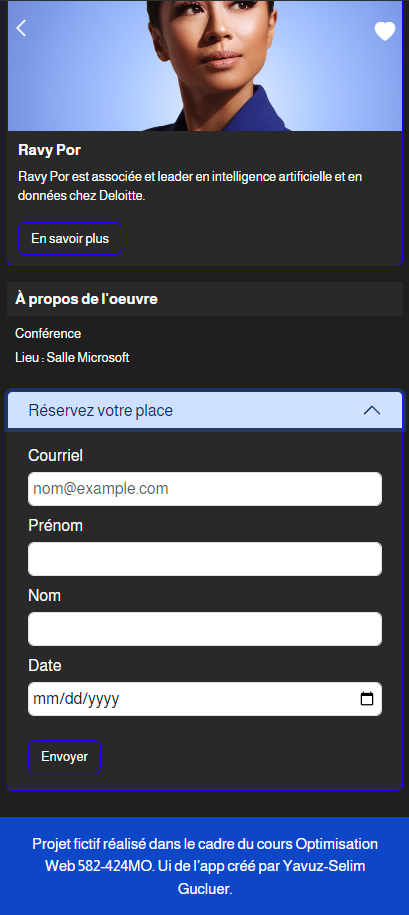 Ravy Por
Ravy Por est associée et leader en intelligence artificielle et en
données chez Deloitte.
En savoir plus
À propos de l'oeuvre
Conférence
Lieu : Salle Microsoft
Réservez votre place
Courriel
nom@example.com
Prénom
Nom
Date
mm/dd/yyyy
Envoyer
Projet fictif réalisé dans le cadre du cours Optimisation
Web 582-424MO. Ui de l'app créé par Yavuz-Selim
Gucluer.